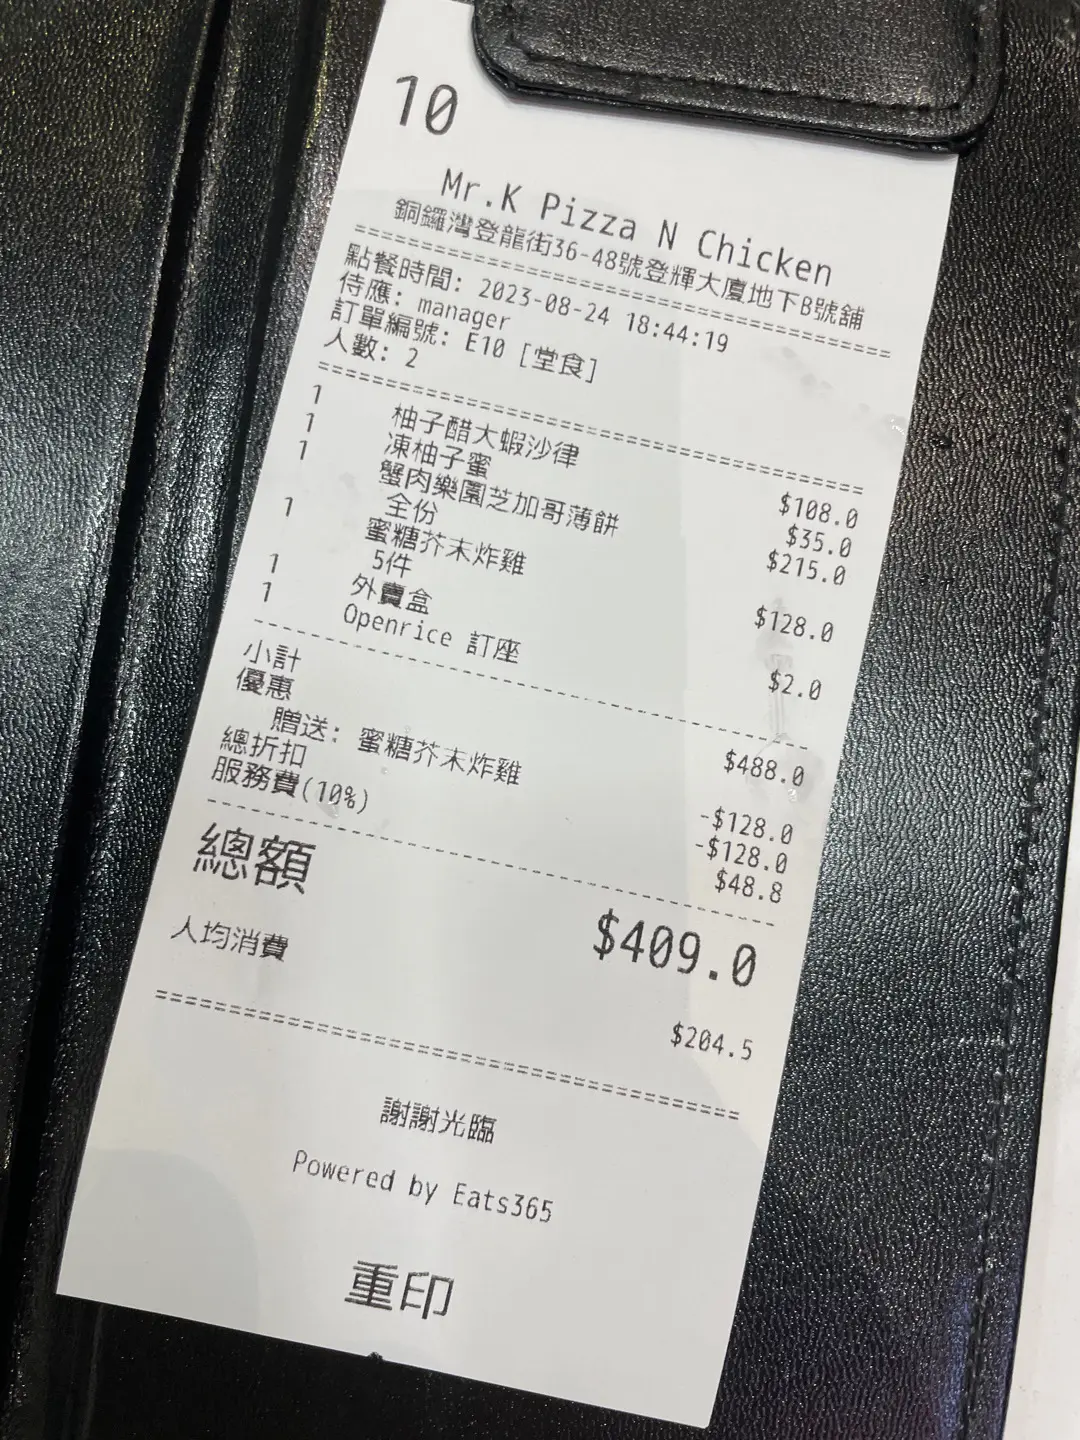 10
Mr.K Pizza N Chicken
銅鑼灣登龍街36-48號登輝大廈地下B號舖
點餐時間: 2023-08-24 18:44:19
侍應: manager
訂單編號: E10 [堂食]
人數: 2
1 柚子醋大蝦沙律 $108.0
1 凍柚子蜜 $35.0
1 蟹肉樂園芝加哥薄餅 $215.0
全份
1 蜜糖芥末炸雞 $128.0
5件
1 外賣盒 $2.0
1 Openrice 訂座
小計 $488.0
優惠
贈送: 蜜糖芥末炸雞 -$128.0
總折扣 -$128.0
服務費(10%) $48.8
總額 $409.0
人均消費 $204.5
謝謝光臨
Powered by Eats365
重印